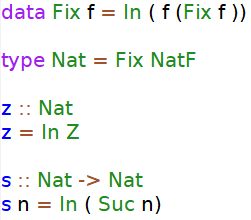 data Fix f = In ( f (Fix f ))
type Nat = Fix NatF
z :: Nat
z = In Z
s :: Nat -> Nat
s n = In ( Suc n)